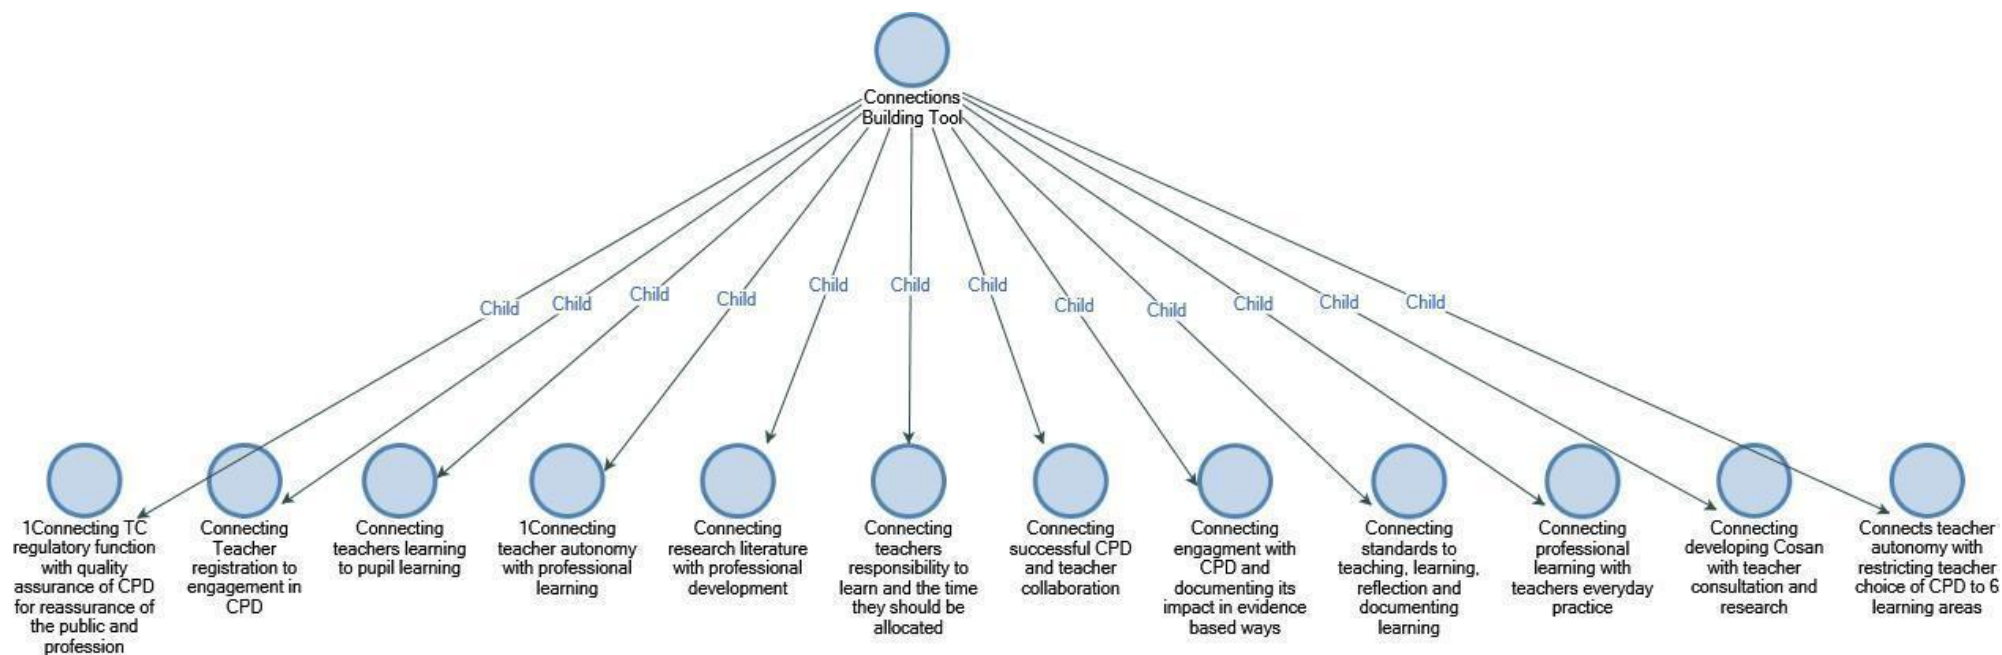 Connections
Building Tool
Child
Child
Child
Child
Child
Child
Child
Child
Child
Child
Child
Child
1Connecting TC
regulatory function
with quality
assurance of CPD
for reassurance of
the public and
profession
Connecting
Teacher
registration to
engagement in
CPD
Connecting
teachers learning
to pupil learning
1Connecting
teacher autonomy
with professional
learning
Connecting
research literature
with professional
development
Connecting
teachers
responsibility to
learn and the time
they should be
allocated
Connecting
successful CPD
and teacher
collaboration
Connecting
engagment with
CPD and
documenting its
impact in evidence
based ways
Connecting
standards to
teaching, learning,
reflection and
documenting
learning
Connecting
professional
learning with
teachers everyday
practice
Connecting
developing Cosan
with teacher
consultation and
research
Connects teacher
autonomy with
restricting teacher
choice of CPD to 6
learning areas